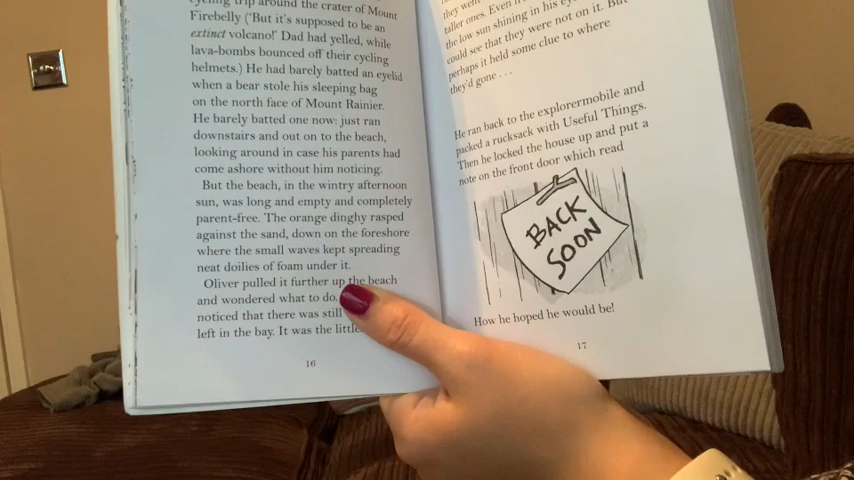 cycling trip around the crater of Mount
Firebelly ('But it's supposed to be an
extinct volcano!' Dad had yelled, while
lava-bombs bounced off their cycling
helmets.) He had barely batted an eyelid
when a bear stole his sleeping bag
on the north face of Mount Rainier.
He barely batted one now: just ran
downstairs and out on to the beach,
looking around in case his parents had
come ashore without him noticing.
But the beach, in the wintry afternoon
sun, was long and empty and completely
parent-free. The orange dinghy rasped
against the sand, down on the foreshore
where the small waves kept spreading
neat doilies of foam under it.
Oliver pulled it further up the beach
and wondered what to do.
noticed that there was still
left in the bay. It was the
16
they went
taller ones. Even
the low sun shining in his
could see that they were not on it. But
perhaps it held some clue to where
they'd gone . . .
He ran back to the explorermobile and
packed a rucksack with Useful Things.
Then he locked the house up and put a
note on the front door which read
BACK
SOON
How he hoped he would be!
17